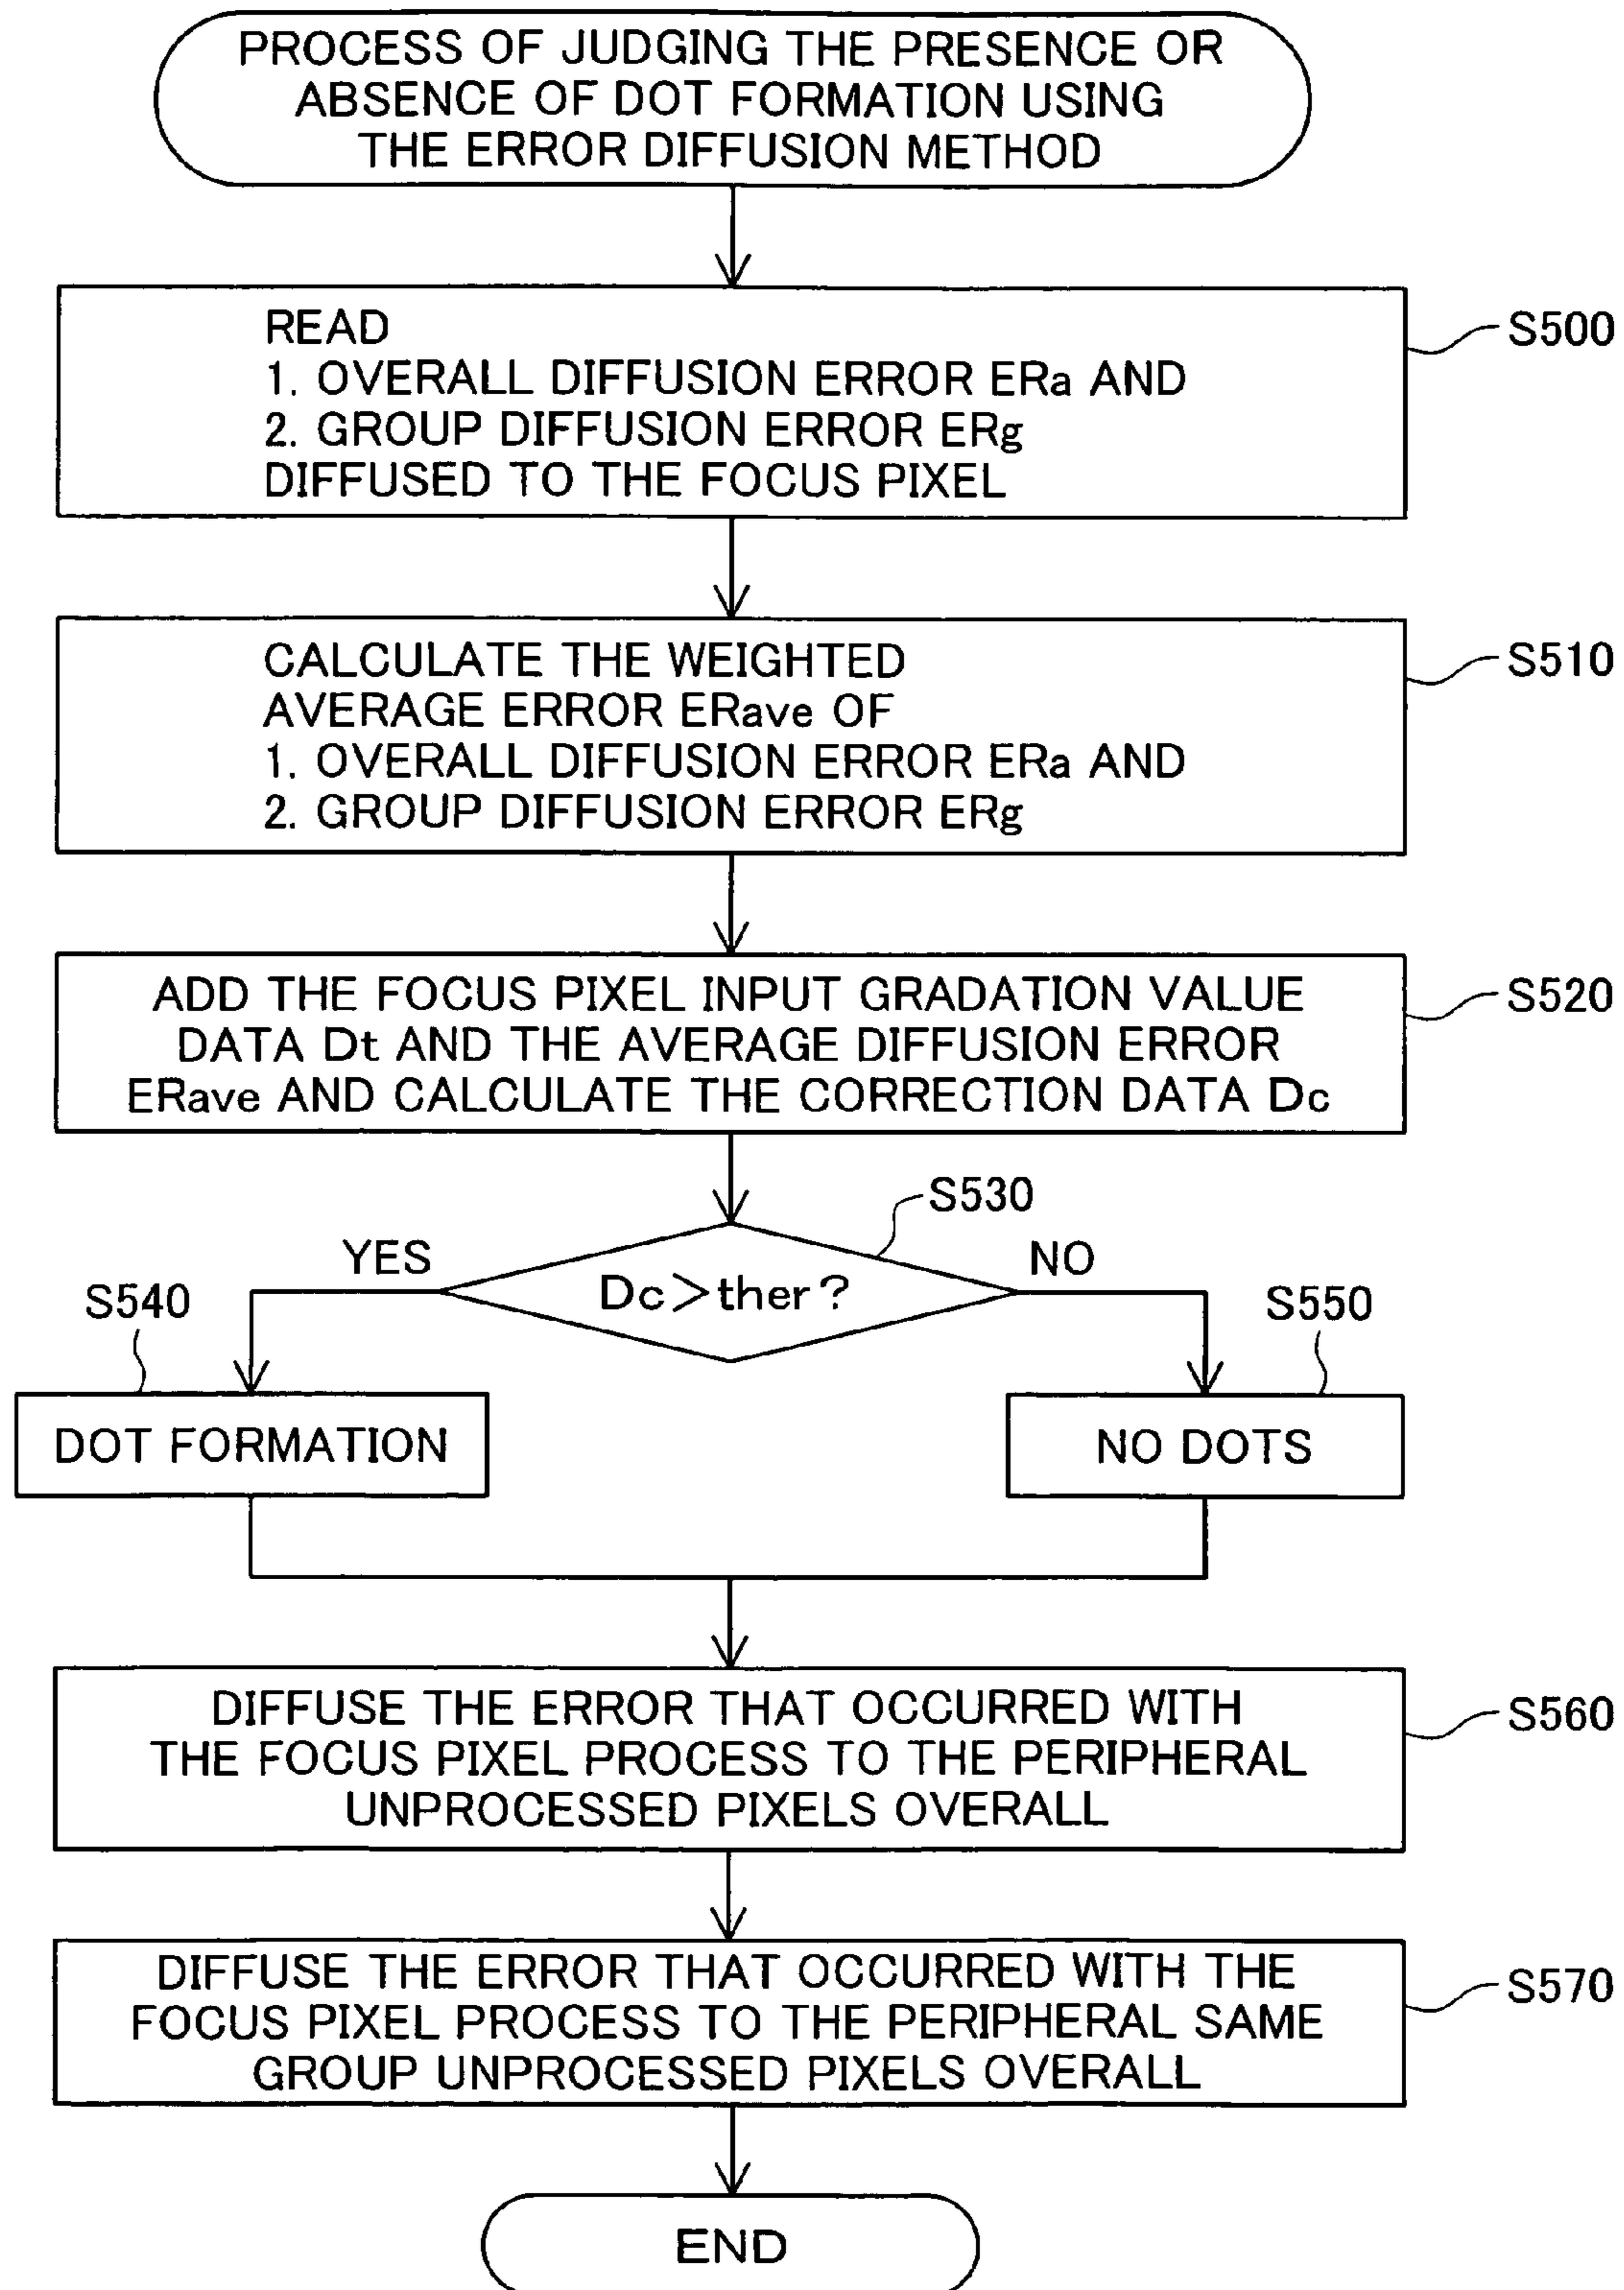 PROCESS OF JUDGING THE PRESENCE OR
ABSENCE OF DOT FORMATION USING
THE ERROR DIFFUSION METHOD
READ
1. OVERALL DIFFUSION ERROR ERa AND
2. GROUP DIFFUSION ERROR ERg
DIFFUSED TO THE FOCUS PIXEL
S500
CALCULATE THE WEIGHTED
AVERAGE ERROR ERave OF
1. OVERALL DIFFUSION ERROR ERa AND
2. GROUP DIFFUSION ERROR ERg
S510
ADD THE FOCUS PIXEL INPUT GRADATION VALUE
DATA Dt AND THE AVERAGE DIFFUSION ERROR
ERave AND CALCULATE THE CORRECTION DATA Dc
S520
S530
YES
Dc>ther?
NO
S540
S550
DOT FORMATION
NO DOTS
DIFFUSE THE ERROR THAT OCCURRED WITH
THE FOCUS PIXEL PROCESS TO THE PERIPHERAL
UNPROCESSED PIXELS OVERALL
S560
DIFFUSE THE ERROR THAT OCCURRED WITH THE
FOCUS PIXEL PROCESS TO THE PERIPHERAL SAME
GROUP UNPROCESSED PIXELS OVERALL
S570
END